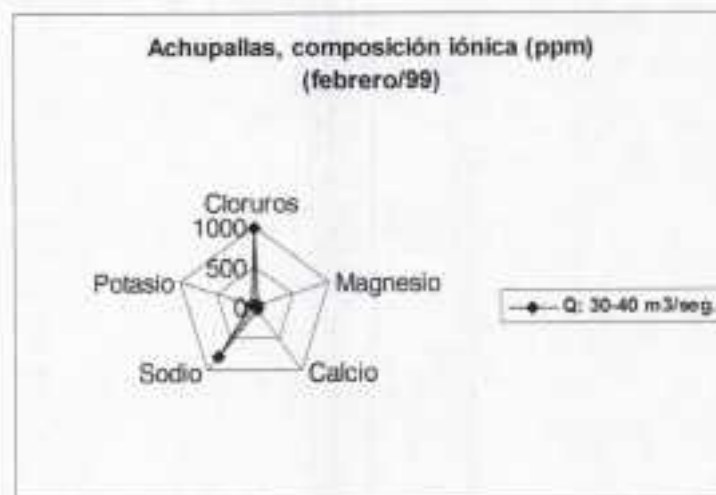 Achupallas, composición iónica (ppm)
(febrero/99)
Cloruros
1000
500
0
Potasio
Magnesio
Sodio
Calcio
Q: 30-40 m3/seg.